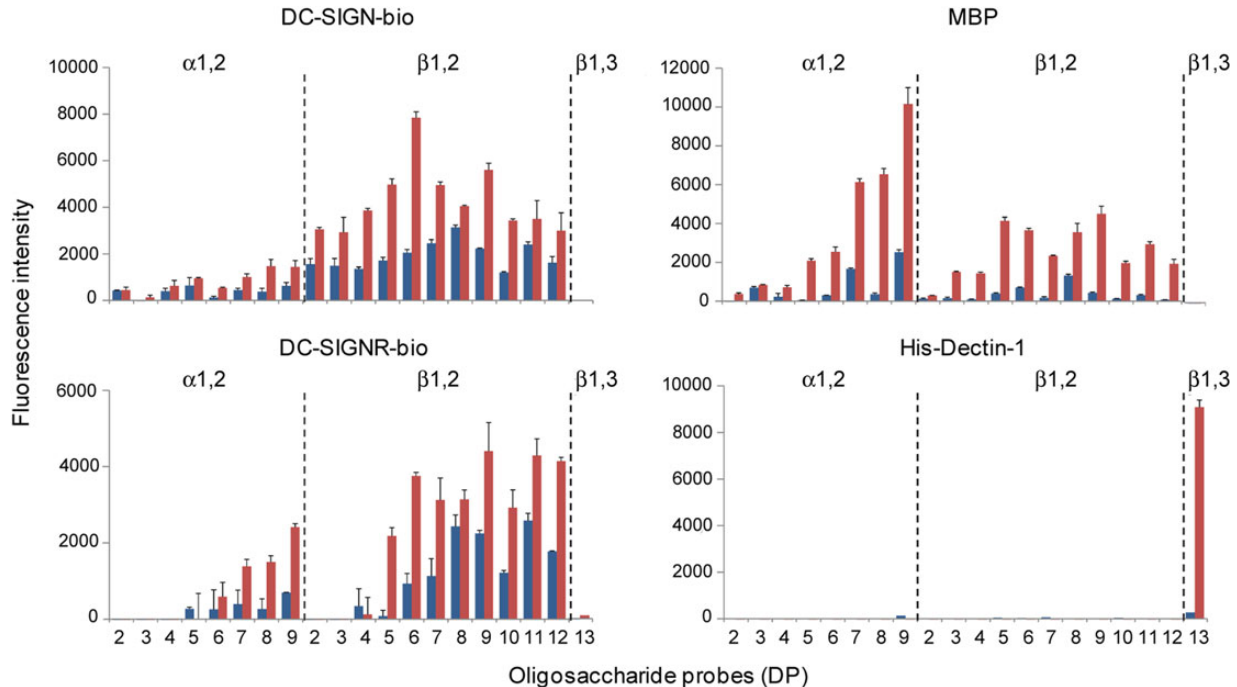 DC-SIGN-bio
MBP
10000
8000
6000
4000
2000
0
α1,2
β1,2
β1,3
12000
10000
8000
6000
4000
2000
0
α1,2
β1,2
β1,3
Fluorescence intensity
DC-SIGNR-bio
His-Dectin-1
6000
4000
2000
0
α1,2
β1,2
β1,3
2 3 4 5 6 7 8 9 2 3 4 5 6 7 8 9 10 11 12 13
10000
8000
6000
4000
2000
0
α1,2
β1,2
β1,3
2 3 4 5 6 7 8 9 2 3 4 5 6 7 8 9 10 11 12 13
Oligosaccharide probes (DP)